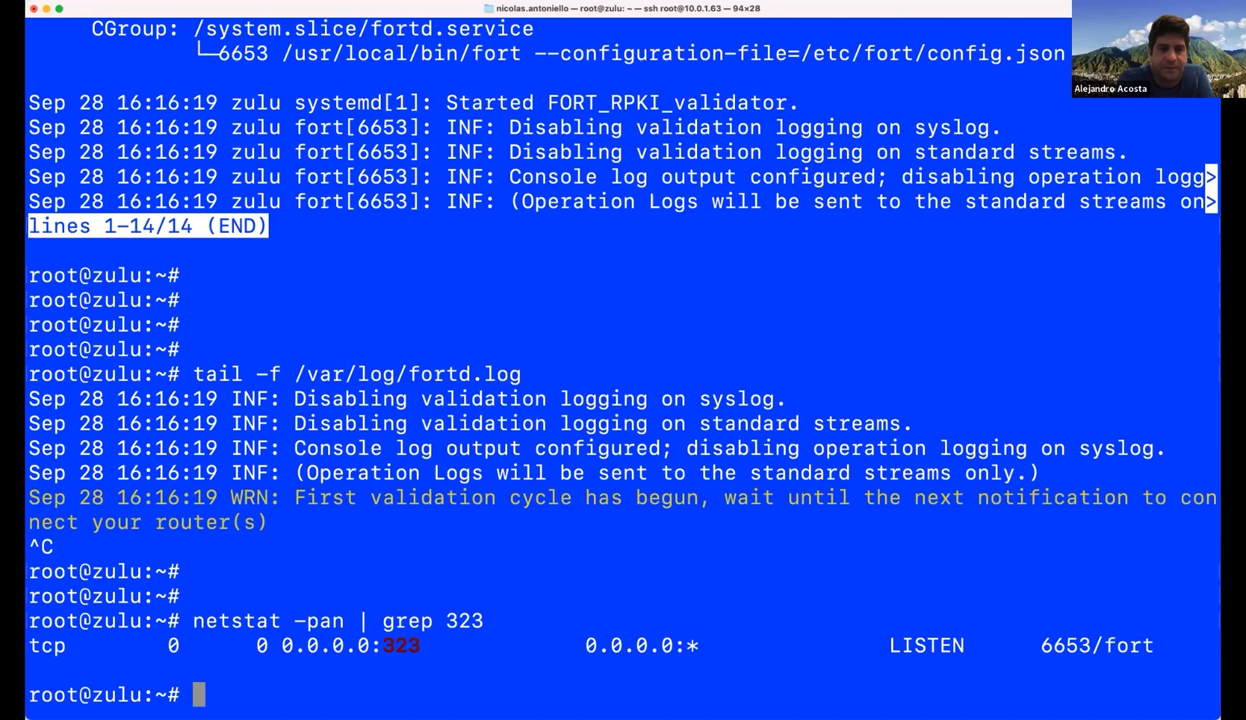 nicolas.antoniello — root@zulu: ~ — ssh root@10.0.1.63 — 94×28
CGroup: /system.slice/fortd.service
└─6653 /usr/local/bin/fort --configuration-file=/etc/fort/config.json
Alejandro Acosta
Sep 28 16:16:19 zulu systemd[1]: Started FORT_RPKI_validator.
Sep 28 16:16:19 zulu fort[6653]: INF: Disabling validation logging on syslog.
Sep 28 16:16:19 zulu fort[6653]: INF: Disabling validation logging on standard streams.
Sep 28 16:16:19 zulu fort[6653]: INF: Console log output configured; disabling operation logg>
Sep 28 16:16:19 zulu fort[6653]: INF: (Operation Logs will be sent to the standard streams on>
lines 1-14/14 (END)
root@zulu:~#
root@zulu:~#
root@zulu:~#
root@zulu:~#
root@zulu:~# tail -f /var/log/fortd.log
Sep 28 16:16:19 INF: Disabling validation logging on syslog.
Sep 28 16:16:19 INF: Disabling validation logging on standard streams.
Sep 28 16:16:19 INF: Console log output configured; disabling operation logging on syslog.
Sep 28 16:16:19 INF: (Operation Logs will be sent to the standard streams only.)
Sep 28 16:16:19 WRN: First validation cycle has begun, wait until the next notification to con
nect your router(s)
^C
root@zulu:~#
root@zulu:~#
root@zulu:~# netstat -pan | grep 323
tcp 0 0 0.0.0.0:323 0.0.0.0:* LISTEN 6653/fort
root@zulu:~#